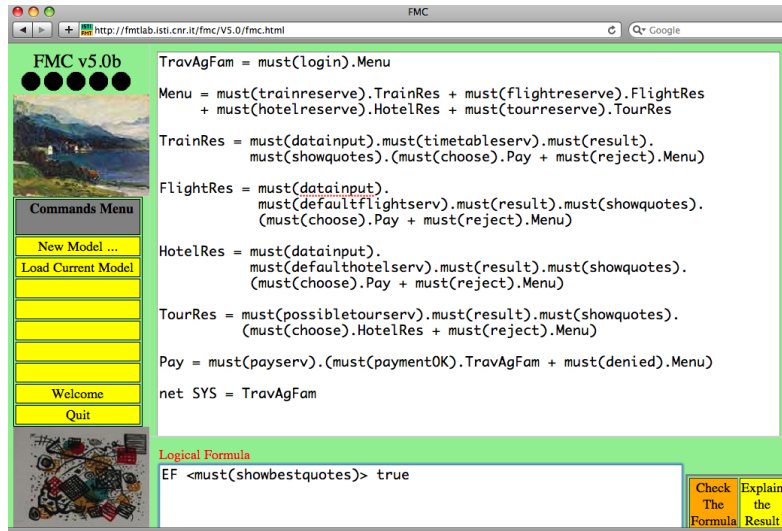 FMC
http://fmtlab.isti.cnr.it/fmc/V5.0/fmc.html
Google
FMC v5.0b
Commands Menu
New Model ...
Load Current Model
Welcome
Quit
TravAgFam = must(login).Menu
Menu = must(trainreserve).TrainRes + must(flightreserve).FlightRes
+ must(hotelreserve).HotelRes + must(tourreserve).TourRes
TrainRes = must(datainput).must(timetableserv).must(result).
must(showquotes).(must(choose).Pay + must(reject).Menu)
FlightRes = must(datainput).
must(defaultflightserv).must(result).must(showquotes).
(must(choose).Pay + must(reject).Menu)
HotelRes = must(datainput).
must(defaulthotelserv).must(result).must(showquotes).
(must(choose).Pay + must(reject).Menu)
TourRes = must(possibletourserv).must(result).must(showquotes).
(must(choose).HotelRes + must(reject).Menu)
Pay = must(payserv).(must(paymentOK).TravAgFam + must(denied).Menu)
net SYS = TravAgFam
Logical Formula
EF <must(showbestquotes)> true
Check
The
Formula
Explain
the
Result